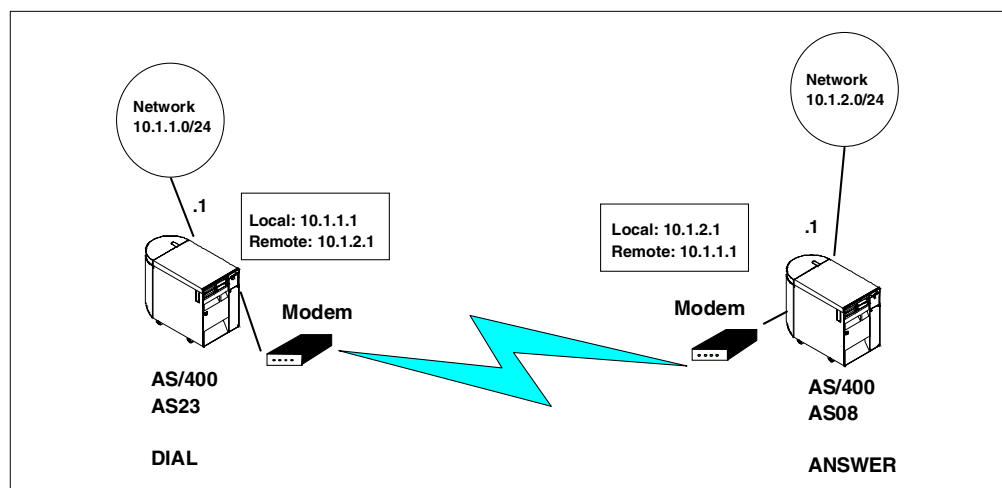 Network
10.1.1.0/24
Network
10.1.2.0/24
.1
Local: 10.1.1.1
Remote: 10.1.2.1
Local: 10.1.2.1
Remote: 10.1.1.1
.1
Modem
Modem
AS/400
AS23
DIAL
AS/400
AS08
ANSWER